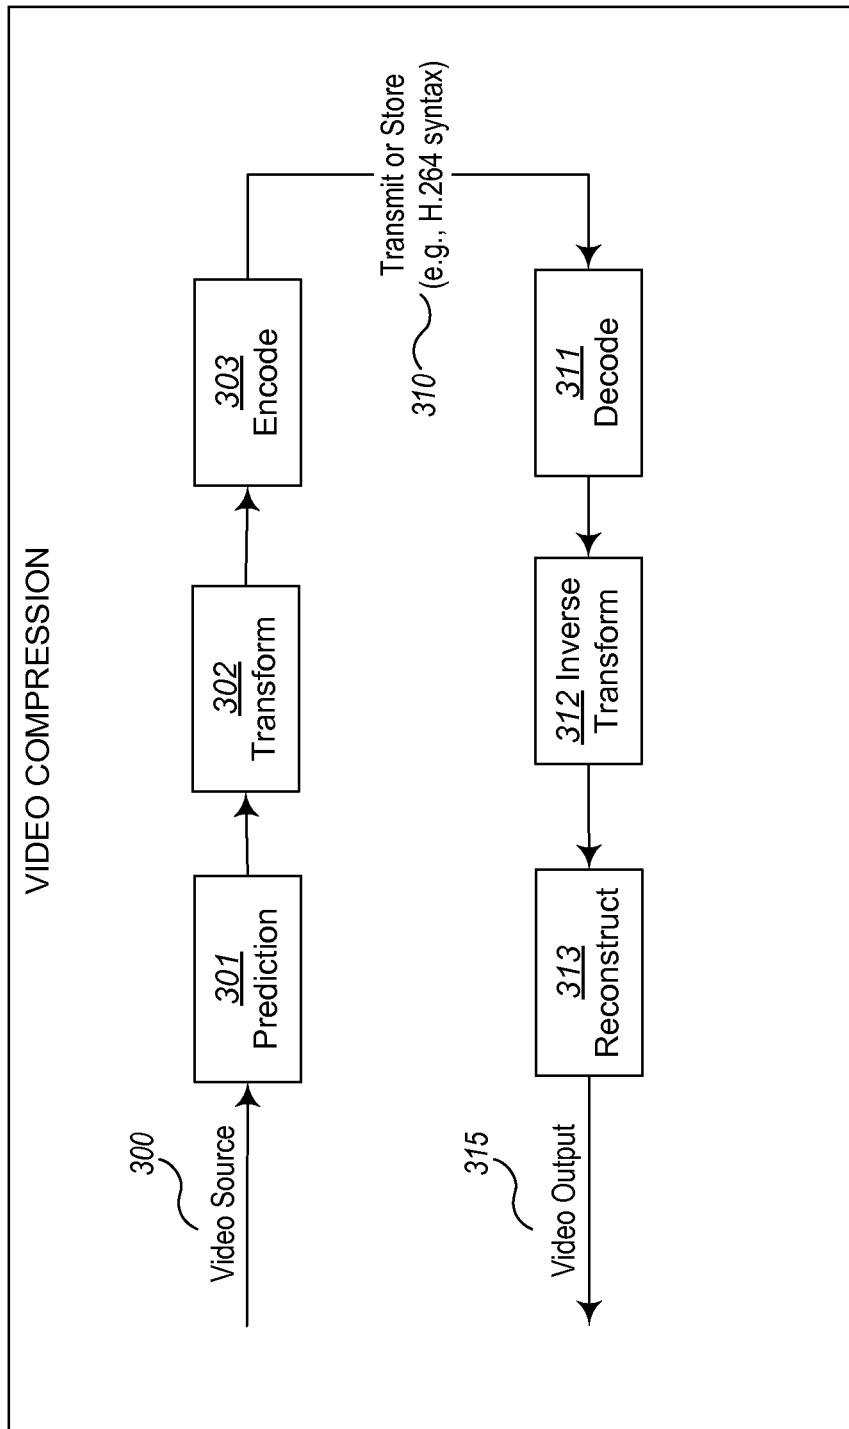 VIDEO COMPRESSION
300
Video Source
301
Prediction
302
Transform
303
Encode
Transmit or Store
(e.g., H.264 syntax)
310
311
Decode
312 Inverse
Transform
313
Reconstruct
315
Video Output